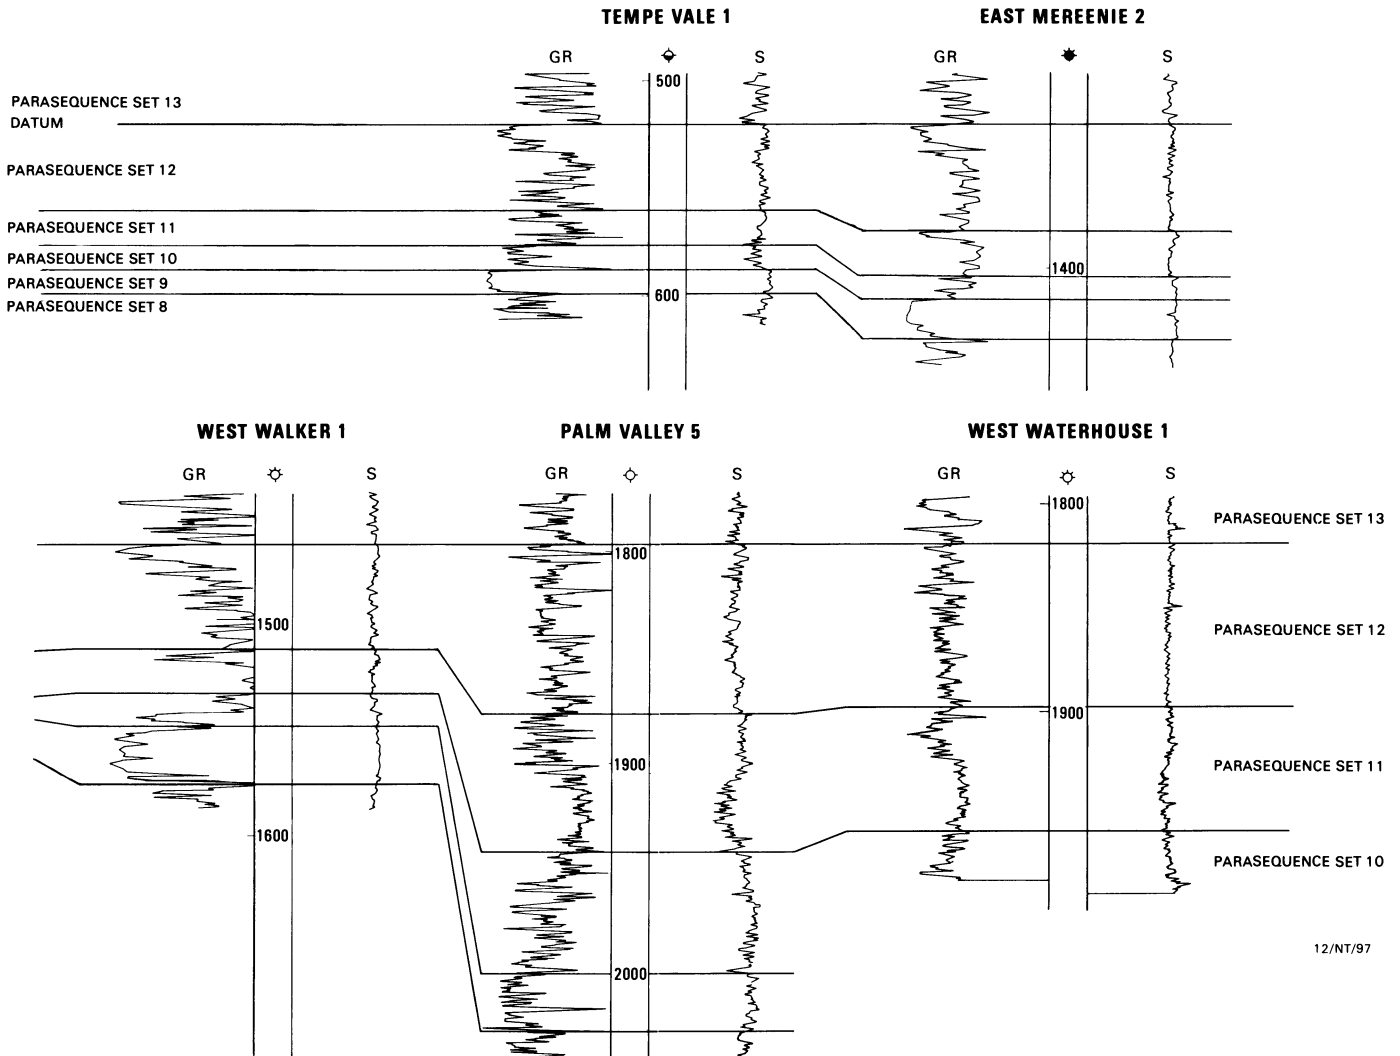 TEMPE VALE 1
EAST MEREENIE 2
GR
S
GR
S
500
PARASEQUENCE SET 13
DATUM
PARASEQUENCE SET 12
PARASEQUENCE SET 11
PARASEQUENCE SET 10
1400
PARASEQUENCE SET 9
600
PARASEQUENCE SET 8
WEST WALKER 1
PALM VALLEY 5
WEST WATERHOUSE 1
GR
S
GR
S
GR
S
1800
PARASEQUENCE SET 13
1800
1500
PARASEQUENCE SET 12
1900
1900
PARASEQUENCE SET 11
1600
PARASEQUENCE SET 10
12/NT/97
2000